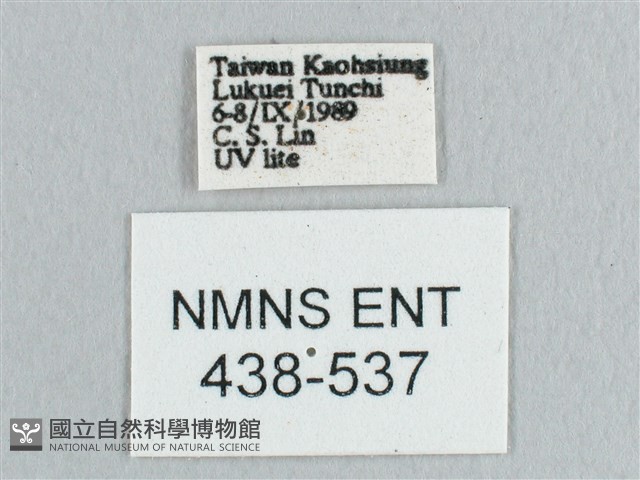 Taiwan Kaohsiung
Lukuei Tunchi
6-8/IX/1989
C. S. Lin
UV lite
NMNS ENT
438-537
國立自然科學博物館
NATIONAL MUSEUM OF NATURAL SCIENCE